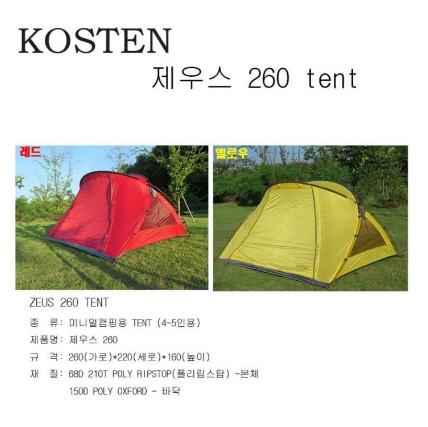 KOSTEN
제우스 260 tent
레드
옐로우
ZEUS 260 TENT
종 류: 미니멀캠핑용 TENT (4~5인용)
제품명: 제우스 260
규 격: 260(가로)*220(세로)*160(높이)
재 질: 68D 210T POLY RIPSTOP(폴리립스탑) -본체
150D POLY OXFORD - 바닥